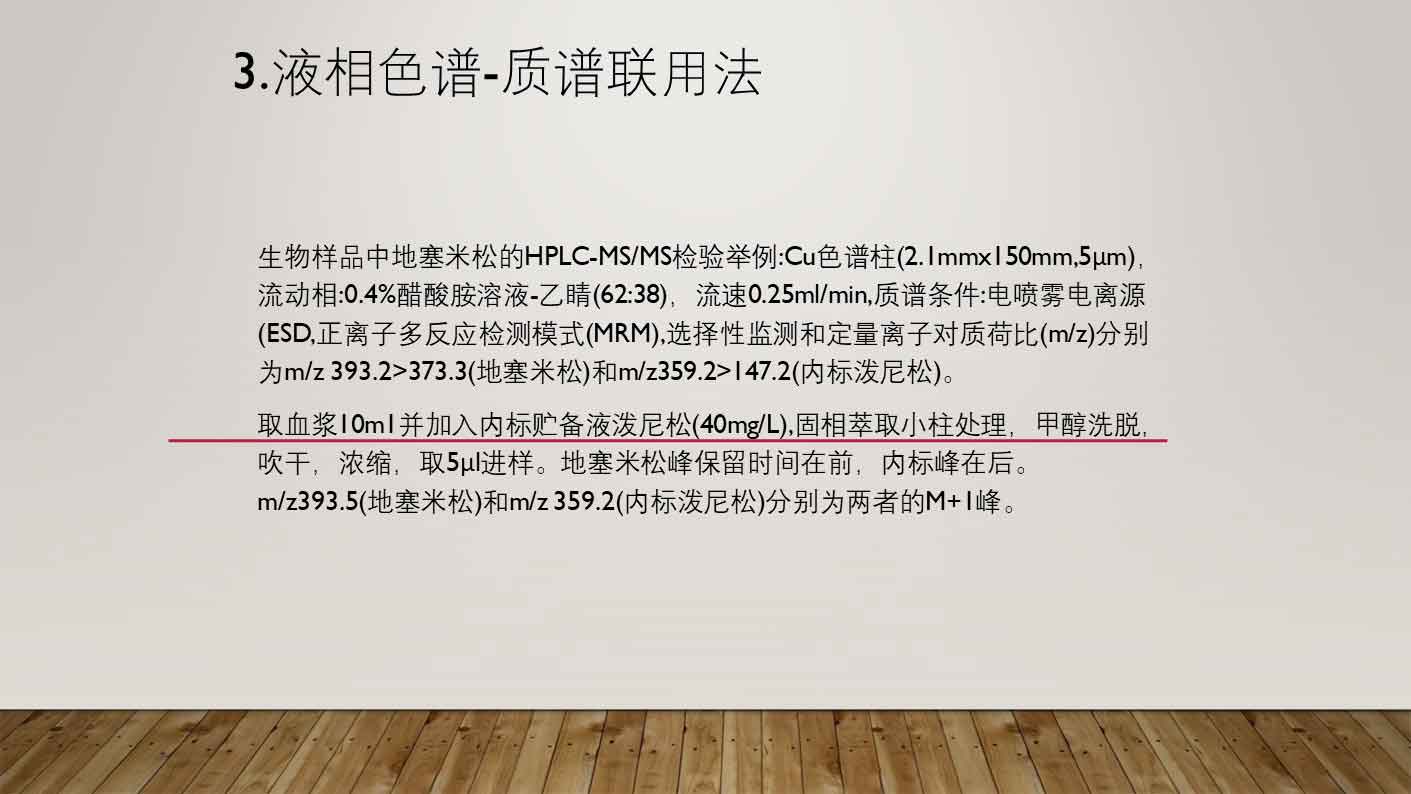 3.液相色谱-质谱联用法
生物样品中地塞米松的HPLC-MS/MS检验举例:Cu色谱柱(2.1mmx150mm,5μm),
流动相:0.4%醋酸胺溶液-乙睛(62:38)，流速0.25ml/min,质谱条件:电喷雾电离源
(ESD,正离子多反应检测模式(MRM),选择性监测和定量离子对质荷比(m/z)分别
为m/z 393.2>373.3(地塞米松)和m/z359.2>147.2(内标泼尼松)。
取血浆10m1并加入内标贮备液泼尼松(40mg/L),固相萃取小柱处理，甲醇洗脱，
吹干，浓缩，取5μl进样。地塞米松峰保留时间在前，内标峰在后。
m/z393.5(地塞米松)和m/z 359.2(内标泼尼松)分别为两者的M+1峰。